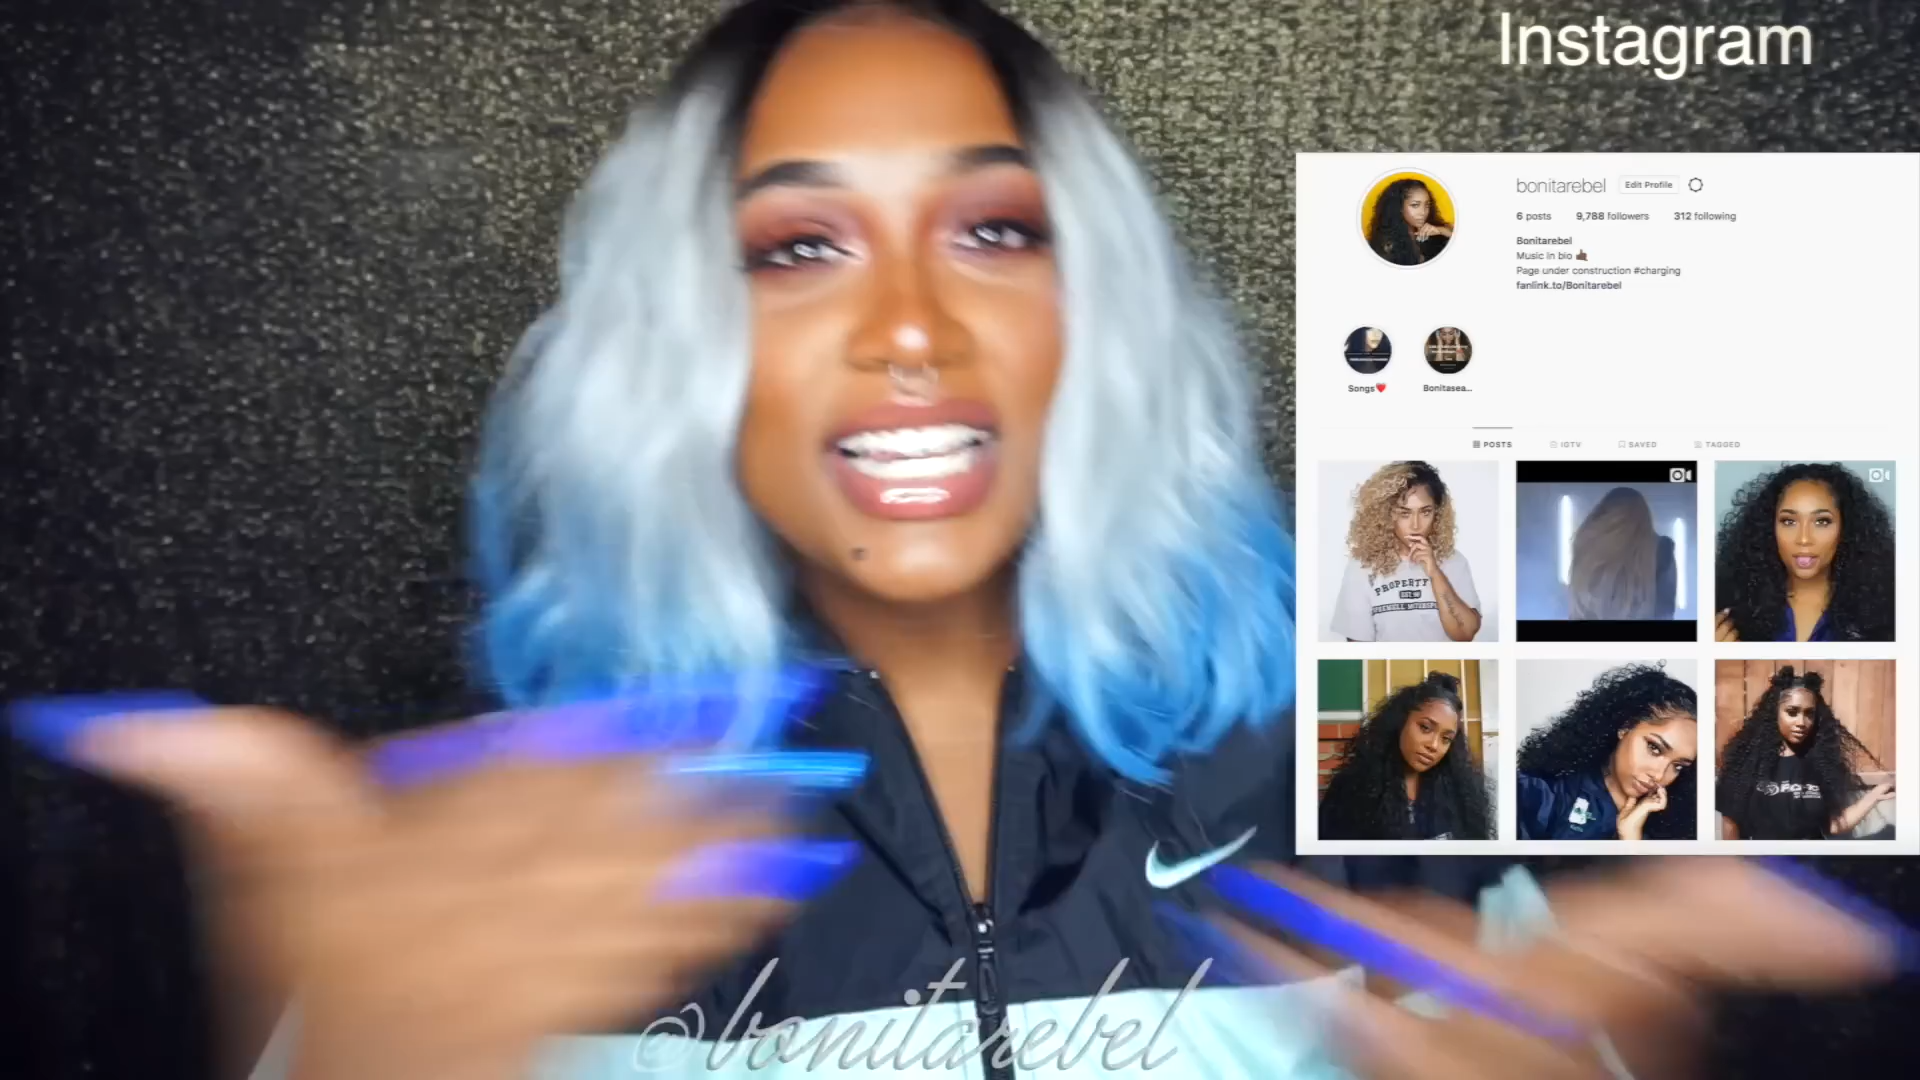 Instagram
bonitarebel Edit Profile
6 posts 9,788 followers 312 following
Bonitarebel
Music in bio
Page under construction #charging
fanlink.to/Bonitarebel
Songs❤️ Bonitasea...
POSTS IGTV SAVED TAGGED
PROPERTY
@bonitarebel